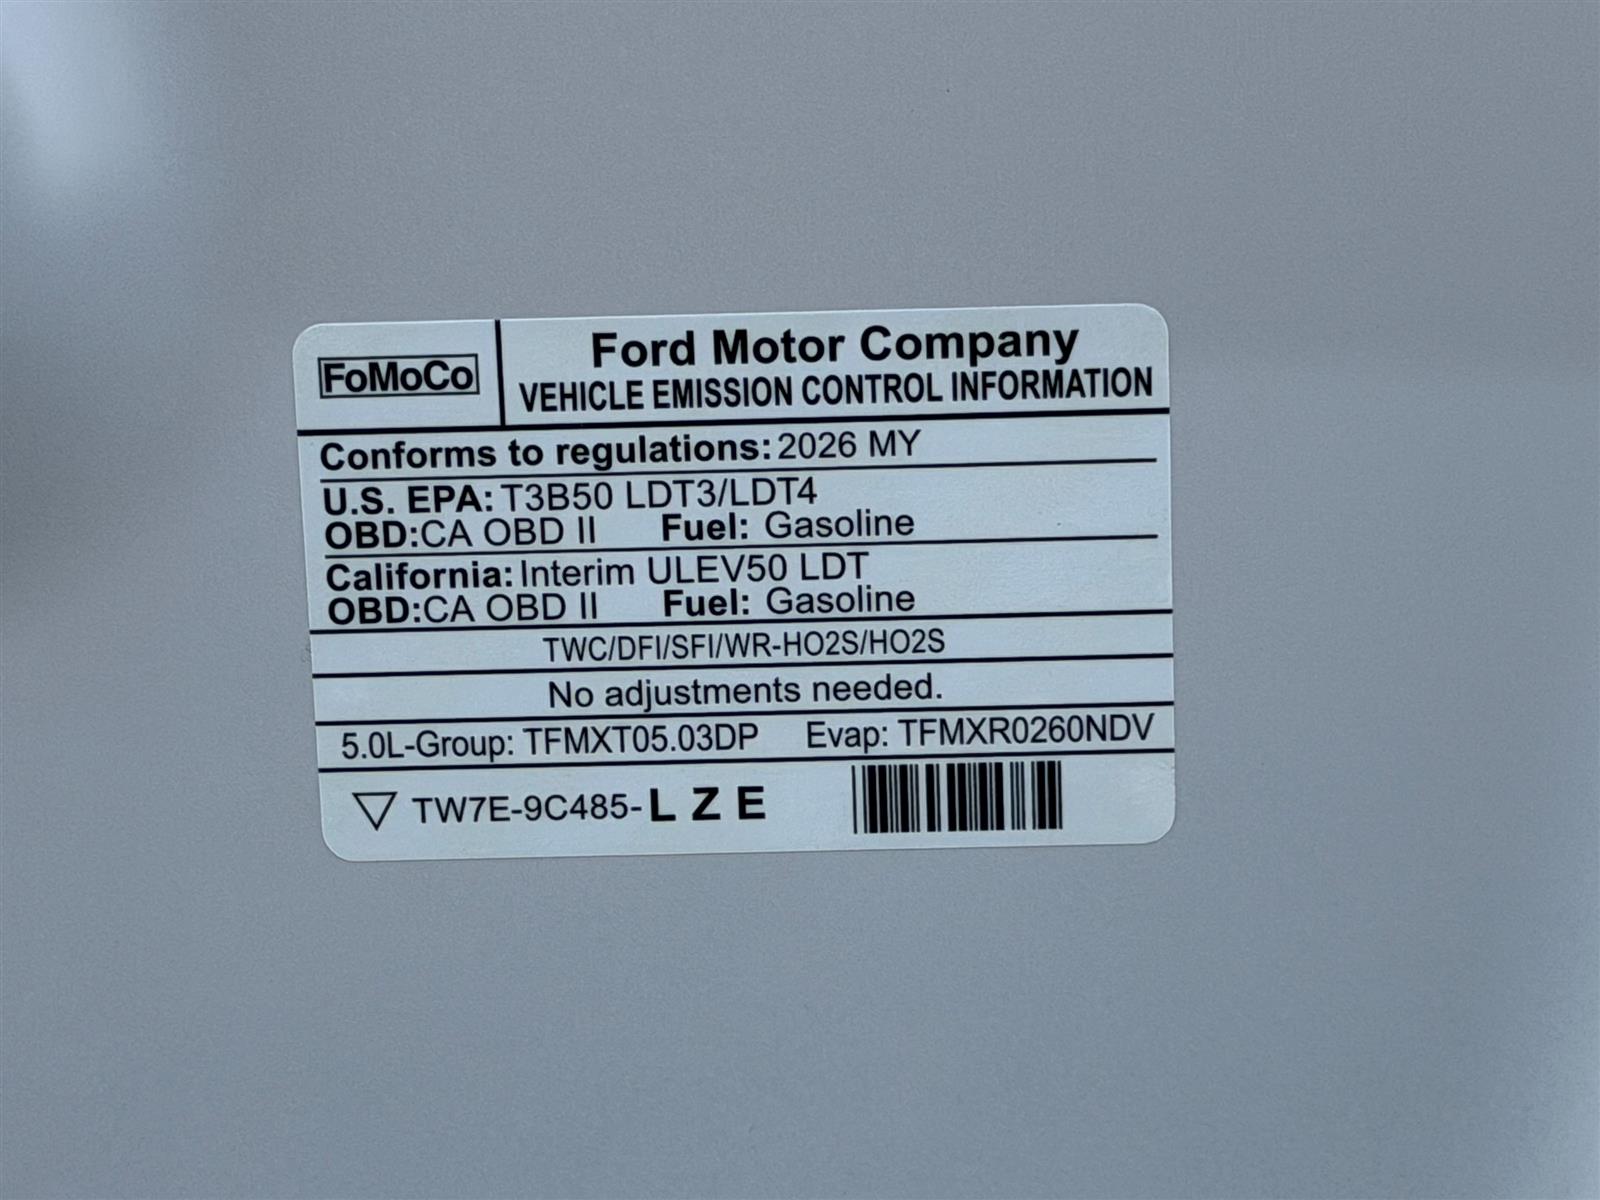 FoMoCo
Ford Motor Company
VEHICLE EMISSION CONTROL INFORMATION
Conforms to regulations: 2026 MY
U.S. EPA: T3B50 LDT3/LDT4
OBD:CA OBD II Fuel: Gasoline
California: Interim ULEV50 LDT
OBD:CA OBD II Fuel: Gasoline
TWC/DFI/SFI/WR-HO2S/HO2S
No adjustments needed.
5.0L-Group: TFMXT05.03DP Evap: TFMXR0260NDV
TW7E-9C485-L Z E